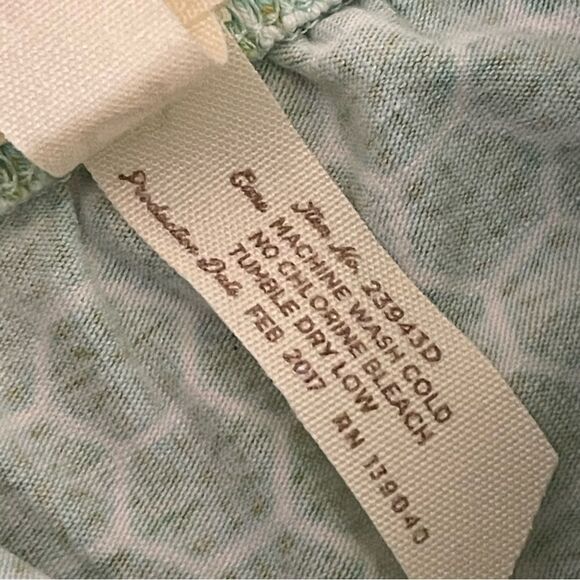 Item No. 23943D
Care MACHINE WASH COLD
NO CHLORINE BLEACH
TUMBLE DRY LOW
Production Date FEB 2017 RN 139040